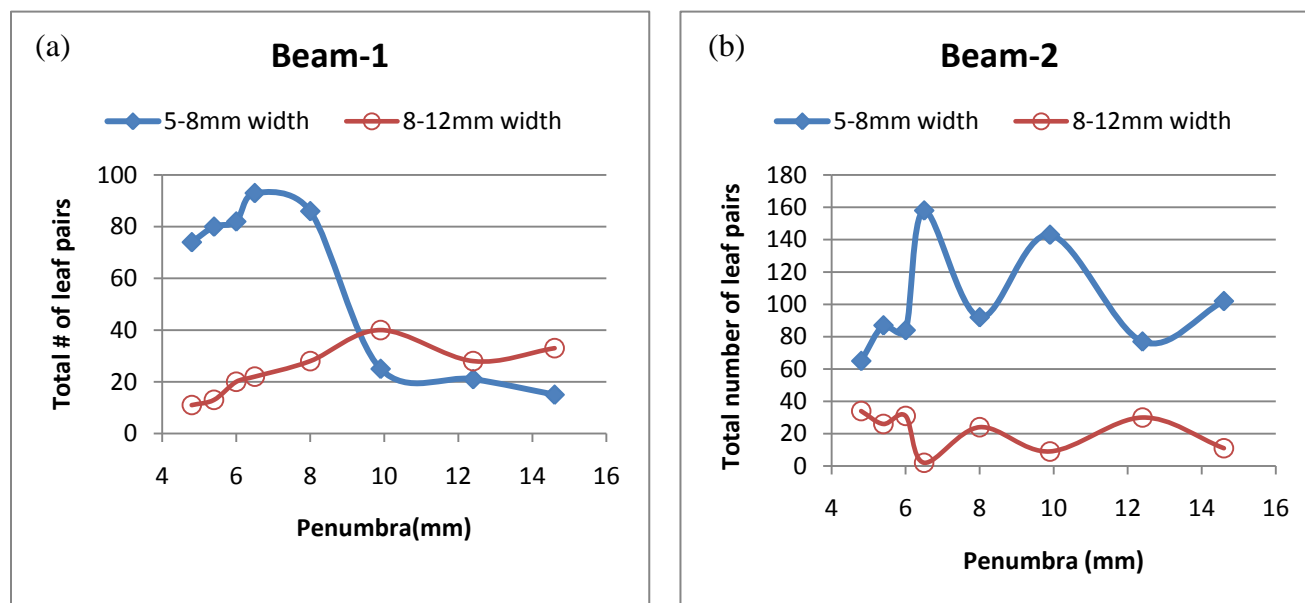 (a)
Beam-1
5-8mm width 8-12mm width
Total # of leaf pairs
100
80
60
40
20
0
4 6 8 10 12 14 16
Penumbra(mm)
(b)
Beam-2
5-8mm width 8-12mm width
Total number of leaf pairs
180
160
140
120
100
80
60
40
20
0
4 6 8 10 12 14 16
Penumbra (mm)